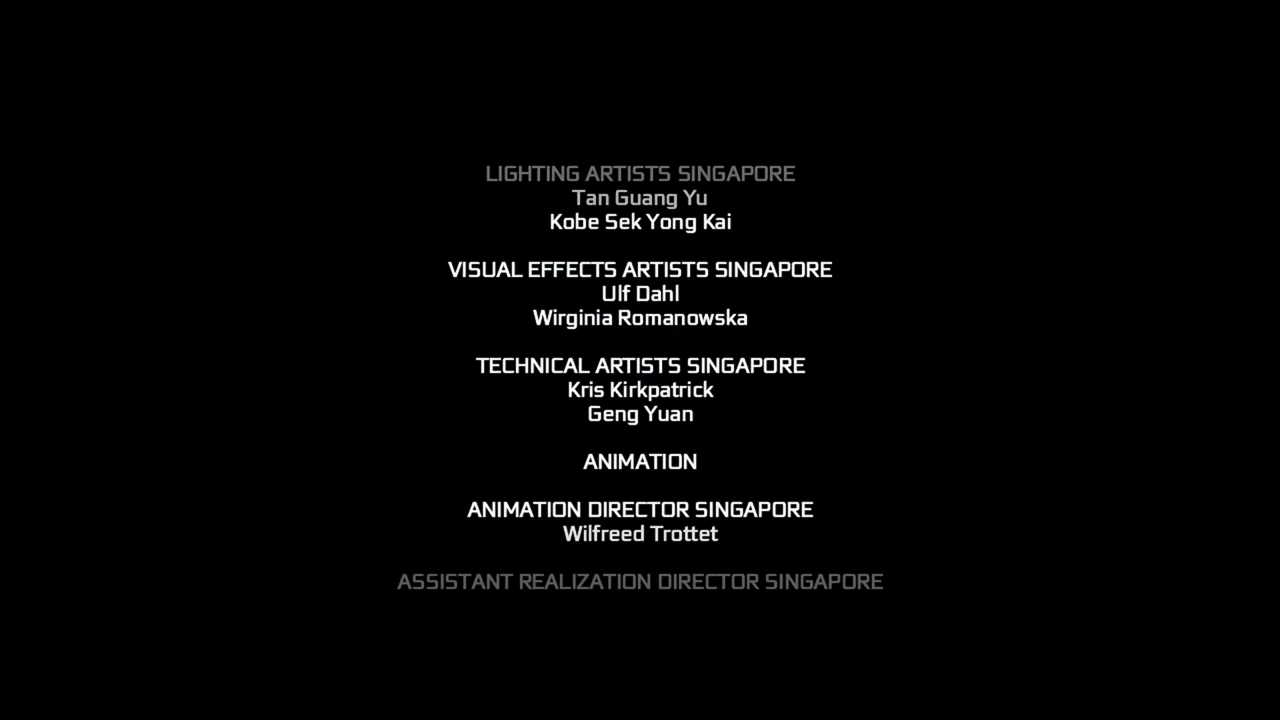 LIGHTING ARTISTS SINGAPORE
Tan Guang Yu
Kobe Sek Yong Kai
VISUAL EFFECTS ARTISTS SINGAPORE
Ulf Dahl
Wirginia Romanowska
TECHNICAL ARTISTS SINGAPORE
Kris Kirkpatrick
Geng Yuan
ANIMATION
ANIMATION DIRECTOR SINGAPORE
Wilfreed Trottet
ASSISTANT REALIZATION DIRECTOR SINGAPORE